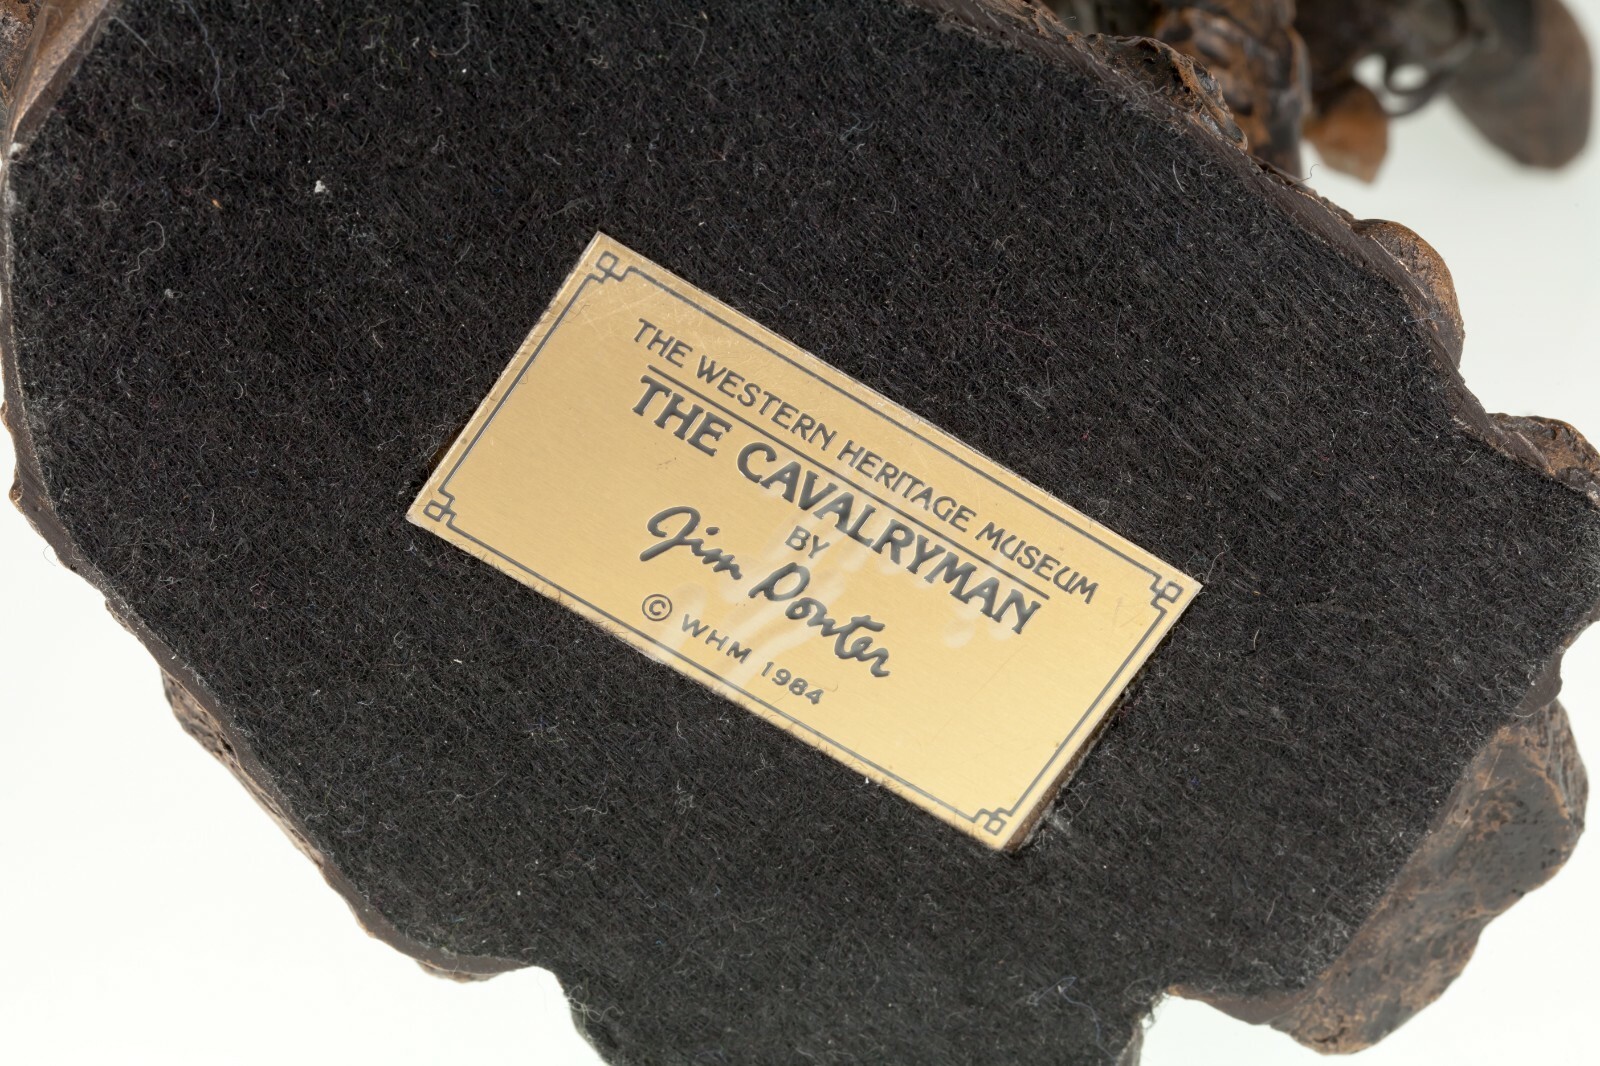 THE WESTERN HERITAGE MUSEUM
THE CAVALRYMAN
BY
Jim Ponter
© WHM 1984